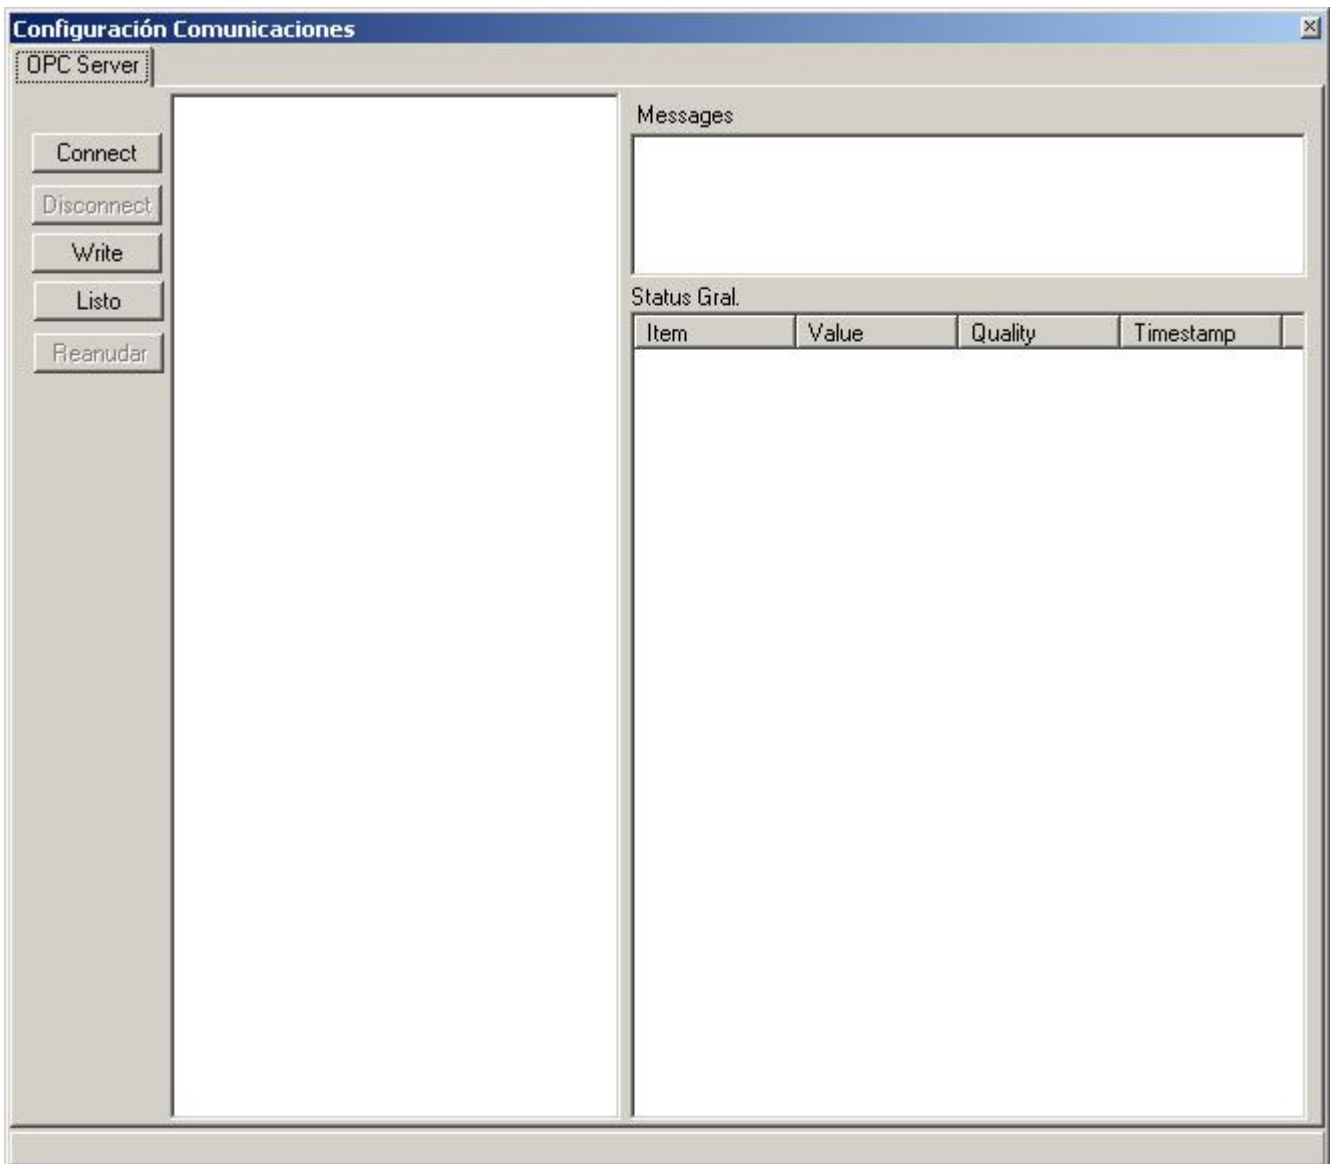 Configuración Comunicaciones
OPC Server
Connect
Disconnect
Write
Listo
Reanudar
Messages
Status Gral.
Item Value Quality Timestamp